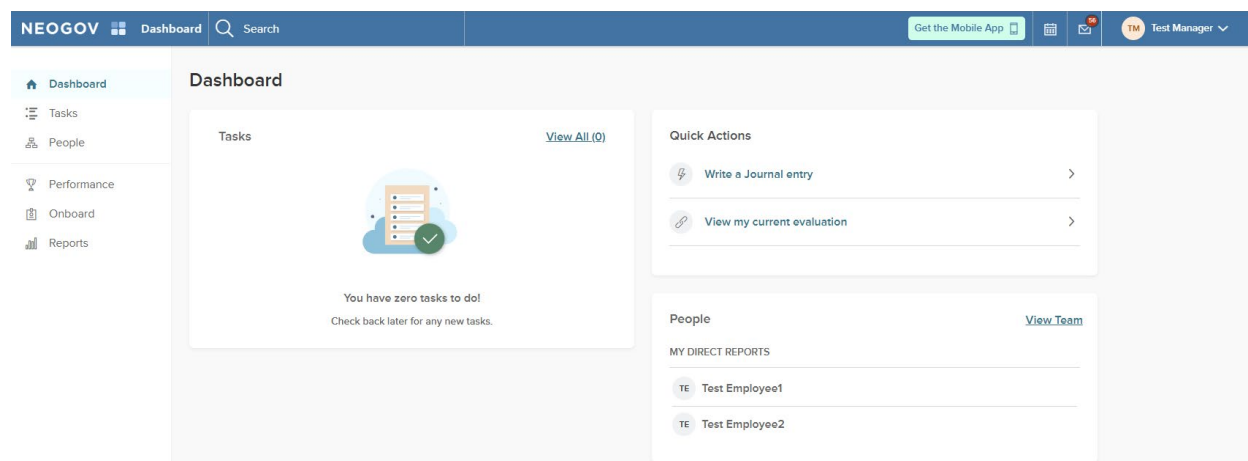 NEOGOV Dashboard Search Get the Mobile App 56 TM Test Manager
Dashboard
Tasks
People
Performance
Onboard
Reports
Dashboard
Tasks View All (0)
You have zero tasks to do!
Check back later for any new tasks.
Quick Actions
Write a Journal entry
View my current evaluation
People View Team
MY DIRECT REPORTS
TE Test Employee1
TE Test Employee2